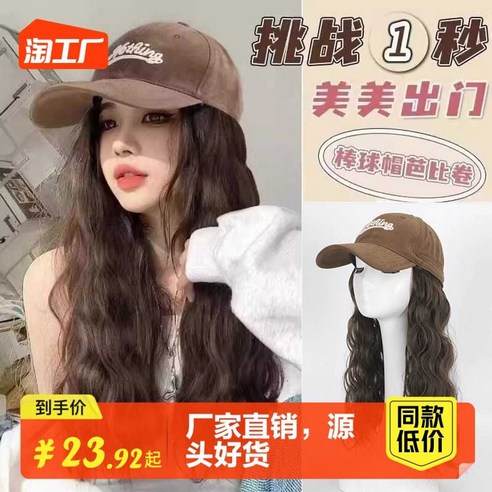 淘工厂
挑战1秒
美美出门
棒球帽芭比卷
Nothing
到手价
¥23.92起
厂家直销，源
头好货
同款
低价